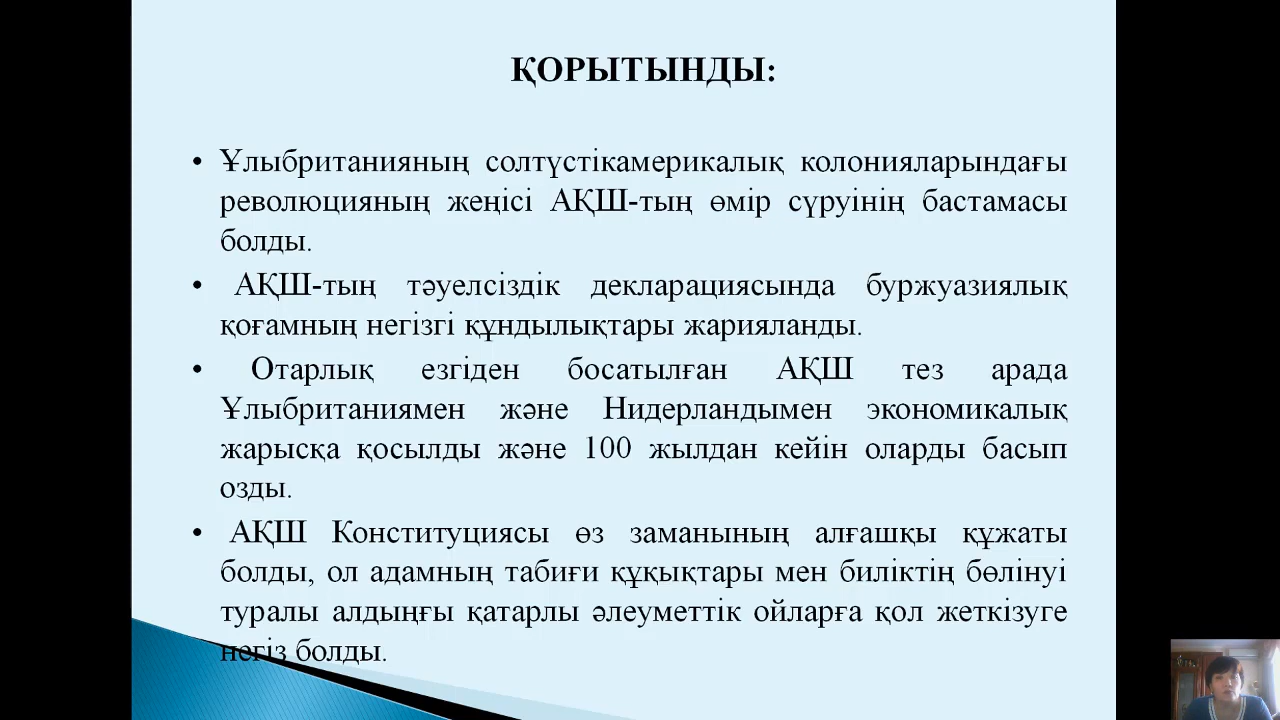 ҚОРЫТЫНДЫ:
• Ұлыбританияның солтүстікамерикалық колонияларындағы
революцияның жеңісі АҚШ-тың өмір сүруінің бастамасы
болды.
• АҚШ-тың тәуелсіздік декларациясында буржуазиялық
қоғамның негізгі құндылықтары жарияланды.
• Отарлық езгіден босатылған АҚШ тез арада
Ұлыбританиямен және Нидерландымен экономикалық
жарысқа қосылды және 100 жылдан кейін оларды басып
озды.
• АҚШ Конституциясы өз заманының алғашқы құжаты
болды, ол адамның табиғи құқықтары мен биліктің бөлінуі
туралы алдыңғы қатарлы әлеуметтік ойларға қол жеткізуге
негіз болды.